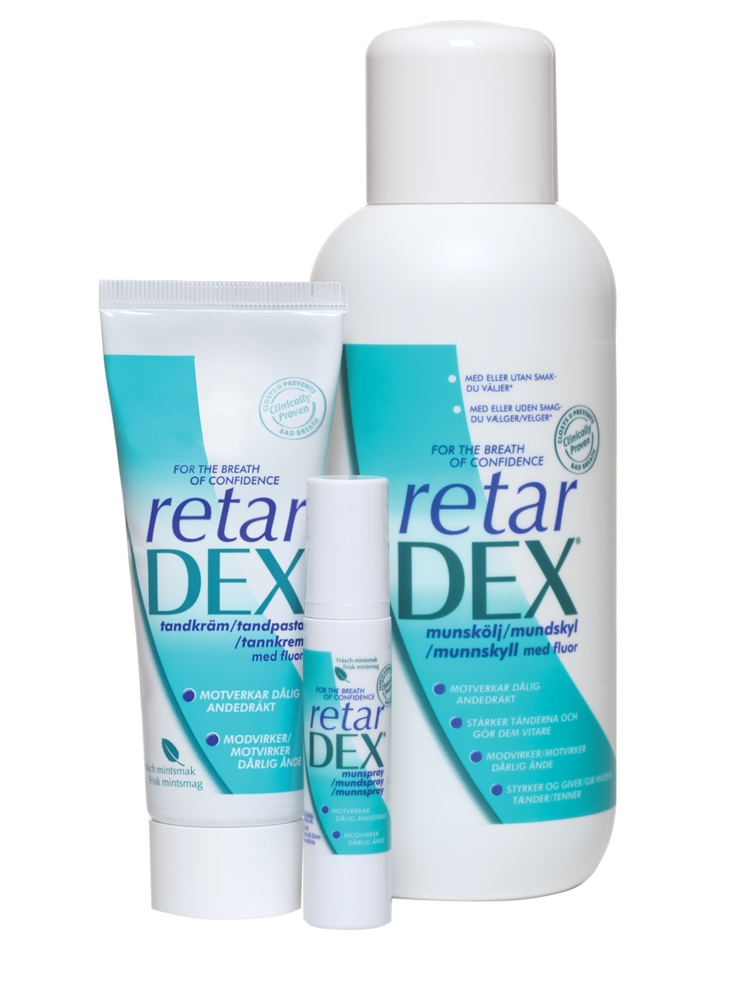 CLOSYS II PREVENTS
Clinically
Proven
BAD BREATH
FOR THE BREATH
OF CONFIDENCE
retar
DEX
tandkräm/tandpasta
/tannkrem
med fluor
MOTVERKAR DÅLIG
ANDEDRÄKT
MODVIRKER/
MOTVIRKER
DÅRLIG ÅNDE
mintsmak
Frisk mintsmag
Fräsch mintsmak
Frisk mintsmag
FOR THE BREATH
OF CONFIDENCE
retar
DEX®
munspray
/mundspray
/munnspray
MOTVERKAR
DÅLIG ANDEDRÄKT
MODVIRKER
DÅRLIG ÅNDE
MED ELLER UTAN SMAK-
DU VÄLJER*
MED ELLER UDEN SMAG-
DU VÆLGER/VELGER*
CLOSYS II PREVENTS
Clinically
Proven
BAD BREATH
FOR THE BREATH
OF CONFIDENCE
retar
DEX®
munskölj/mundskyl
/munnskyll med fluor
MOTVERKAR DÅLIG
ANDEDRÄKT
STÄRKER TÄNDERNA OCH
GÖR DEM VITARE
MODVIRKER/MOTVIRKER
DÅRLIG ÅNDE
STYRKER OG GIVER/GIR
TÆNDER/TENNER